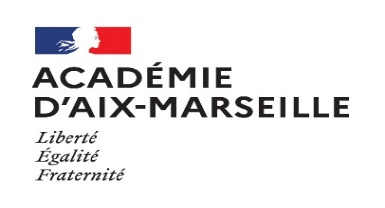 ACADÉMIE
D'AIX-MARSEILLE
Liberté
Égalité
Fraternité